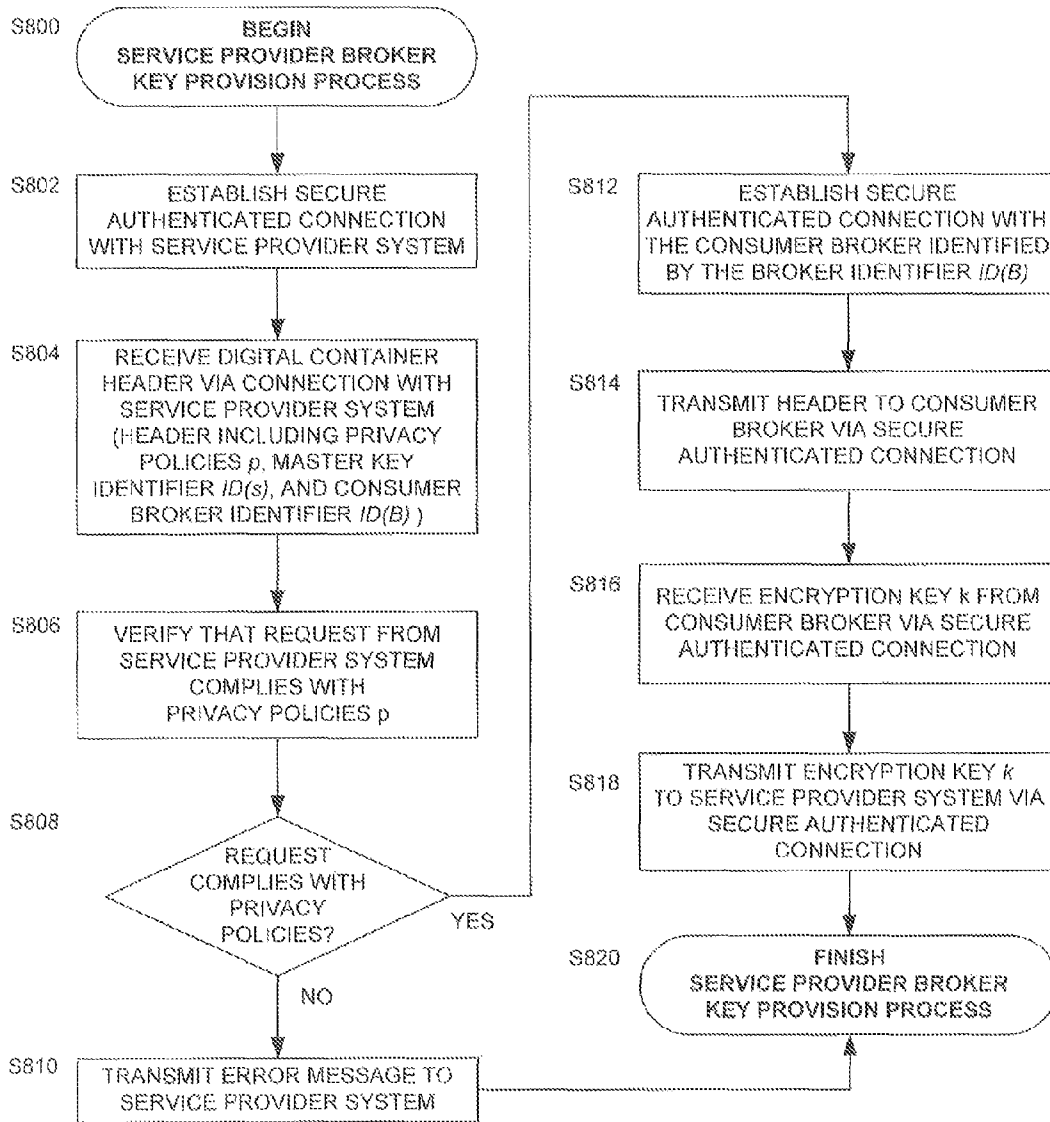 S800
BEGIN
SERVICE PROVIDER BROKER
KEY PROVISION PROCESS
S802
ESTABLISH SECURE
AUTHENTICATED CONNECTION
WITH SERVICE PROVIDER SYSTEM
S804
RECEIVE DIGITAL CONTAINER
HEADER VIA CONNECTION WITH
SERVICE PROVIDER SYSTEM
(HEADER INCLUDING PRIVACY
POLICIES p, MASTER KEY
IDENTIFIER ID(s), AND CONSUMER
BROKER IDENTIFIER ID(B) )
S806
VERIFY THAT REQUEST FROM
SERVICE PROVIDER SYSTEM
COMPLIES WITH
PRIVACY POLICIES p
S808
REQUEST
COMPLIES WITH
PRIVACY
POLICIES?
YES
NO
S810
TRANSMIT ERROR MESSAGE TO
SERVICE PROVIDER SYSTEM
S812
ESTABLISH SECURE
AUTHENTICATED CONNECTION WITH
THE CONSUMER BROKER IDENTIFIED
BY THE BROKER IDENTIFIER ID(B)
S814
TRANSMIT HEADER TO CONSUMER
BROKER VIA SECURE
AUTHENTICATED CONNECTION
S816
RECEIVE ENCRYPTION KEY k FROM
CONSUMER BROKER VIA SECURE
AUTHENTICATED CONNECTION
S818
TRANSMIT ENCRYPTION KEY k
TO SERVICE PROVIDER SYSTEM VIA
SECURE AUTHENTICATED
CONNECTION
S820
FINISH
SERVICE PROVIDER BROKER
KEY PROVISION PROCESS